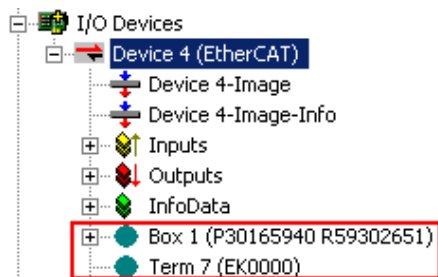 I/O Devices
Device 4 (EtherCAT)
Device 4-Image
Device 4-Image-Info
Inputs
Outputs
InfoData
Box 1 (P30165940 R59302651)
Term 7 (EK0000)